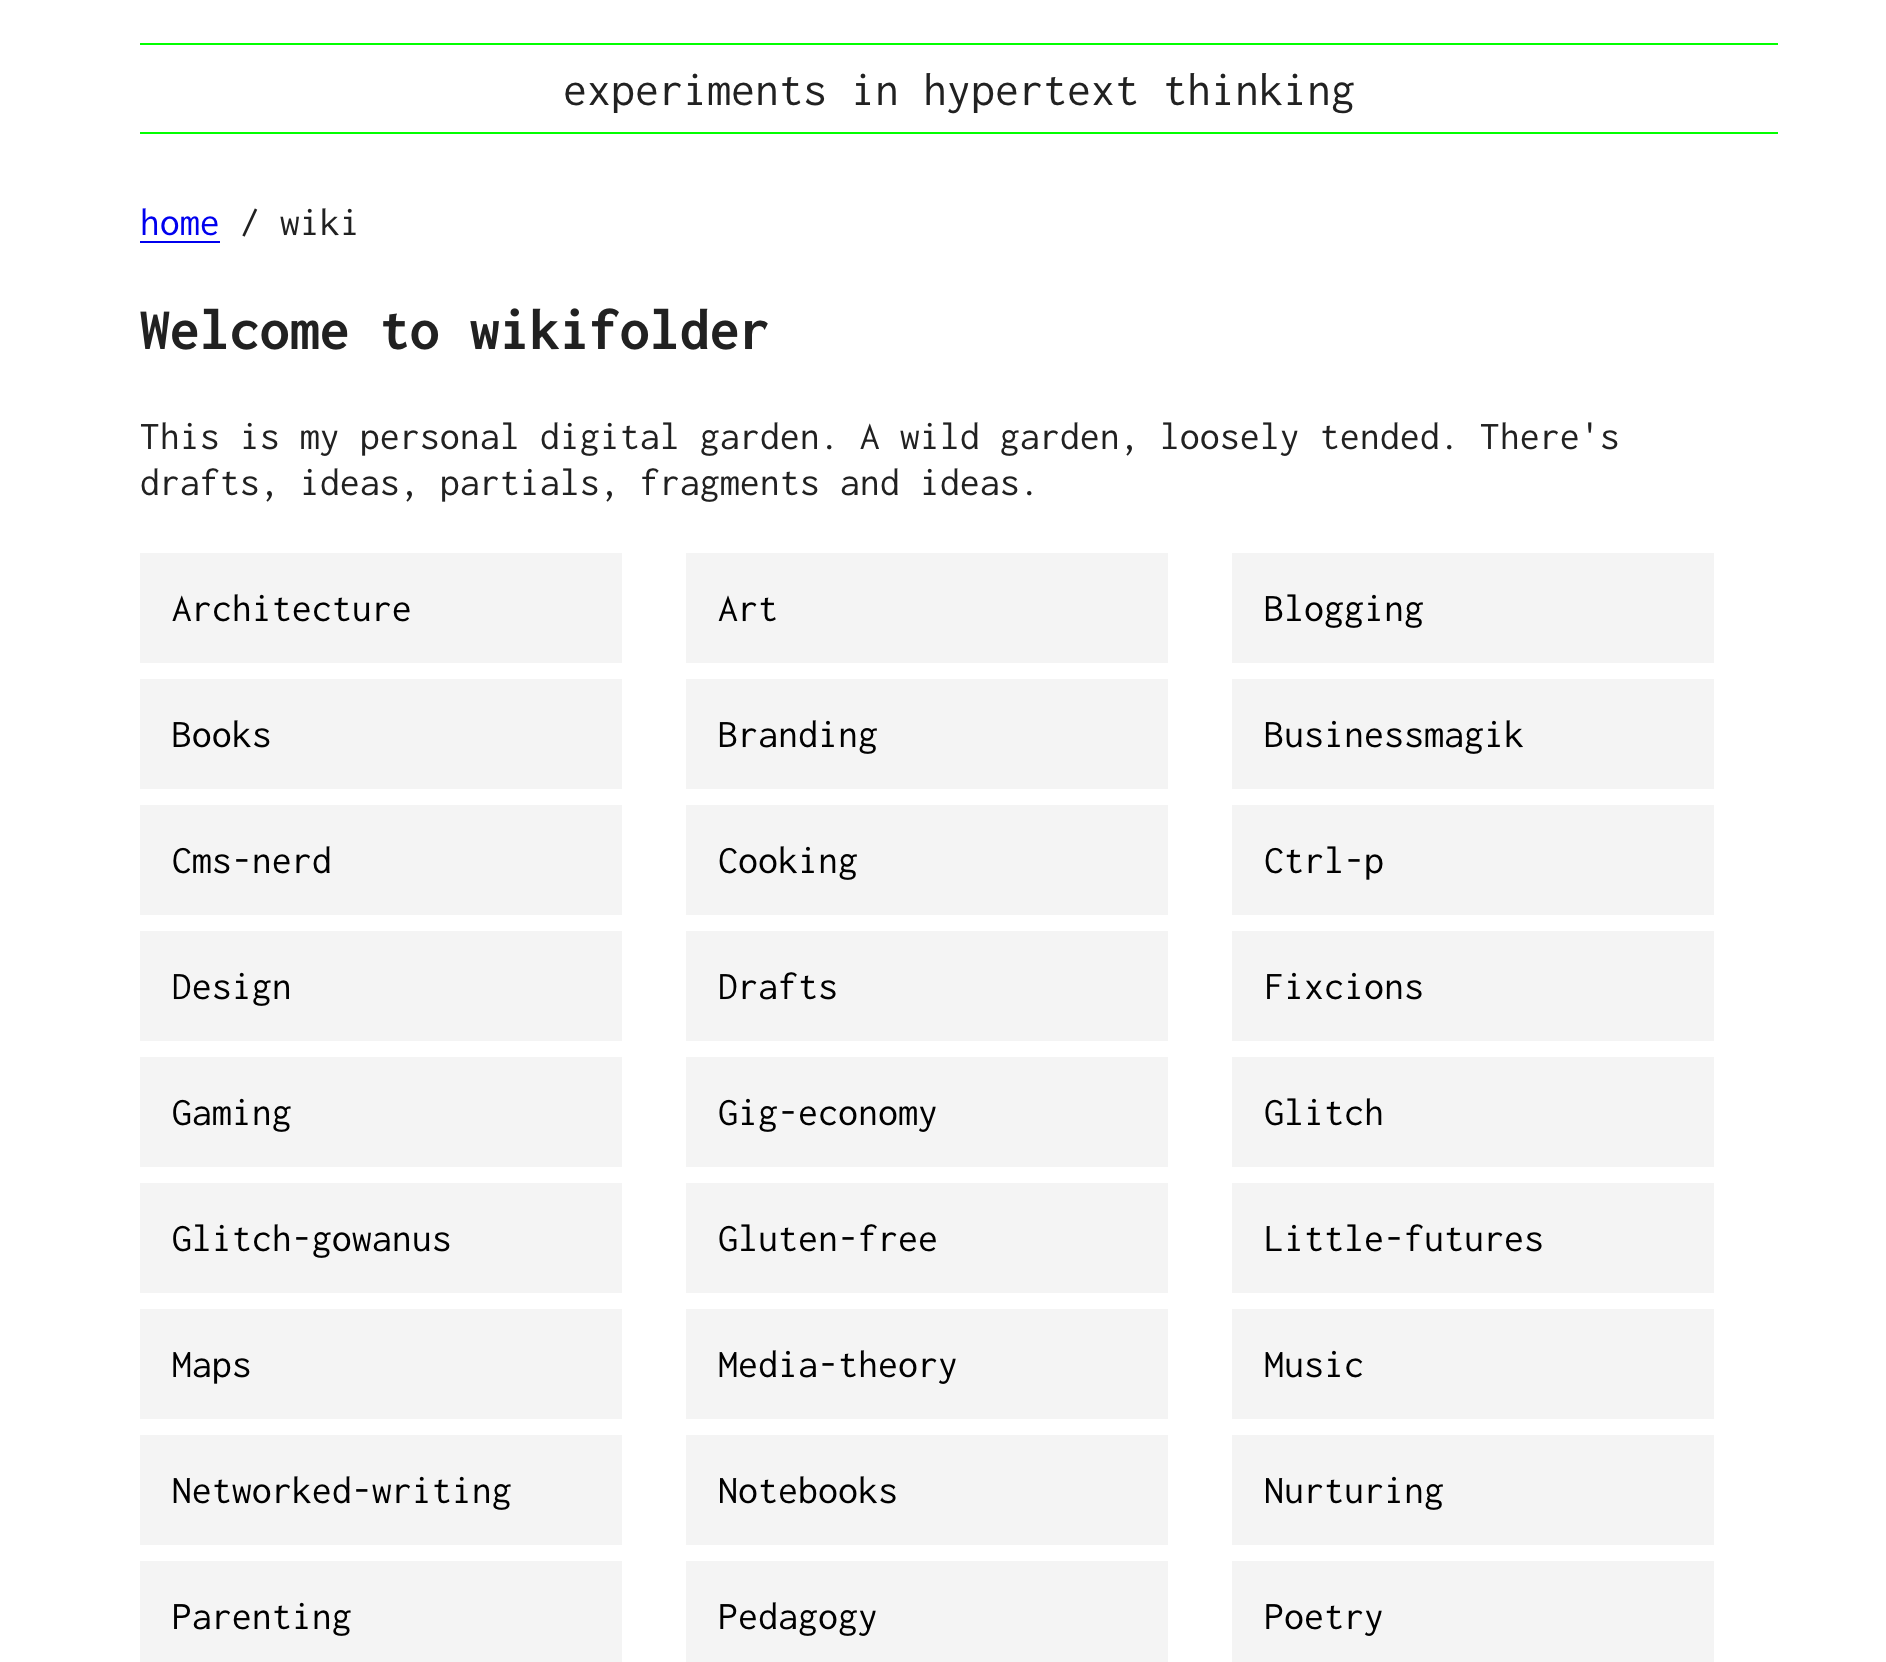 experiments in hypertext thinking
home / wiki
Welcome to wikifolder
This is my personal digital garden. A wild garden, loosely tended. There's
drafts, ideas, partials, fragments and ideas.
Architecture
Art
Blogging
Books
Branding
Businessmagik
Cms-nerd
Cooking
Ctrl-p
Design
Drafts
Fixcions
Gaming
Gig-economy
Glitch
Glitch-gowanus
Gluten-free
Little-futures
Maps
Media-theory
Music
Networked-writing
Notebooks
Nurturing
Parenting
Pedagogy
Poetry